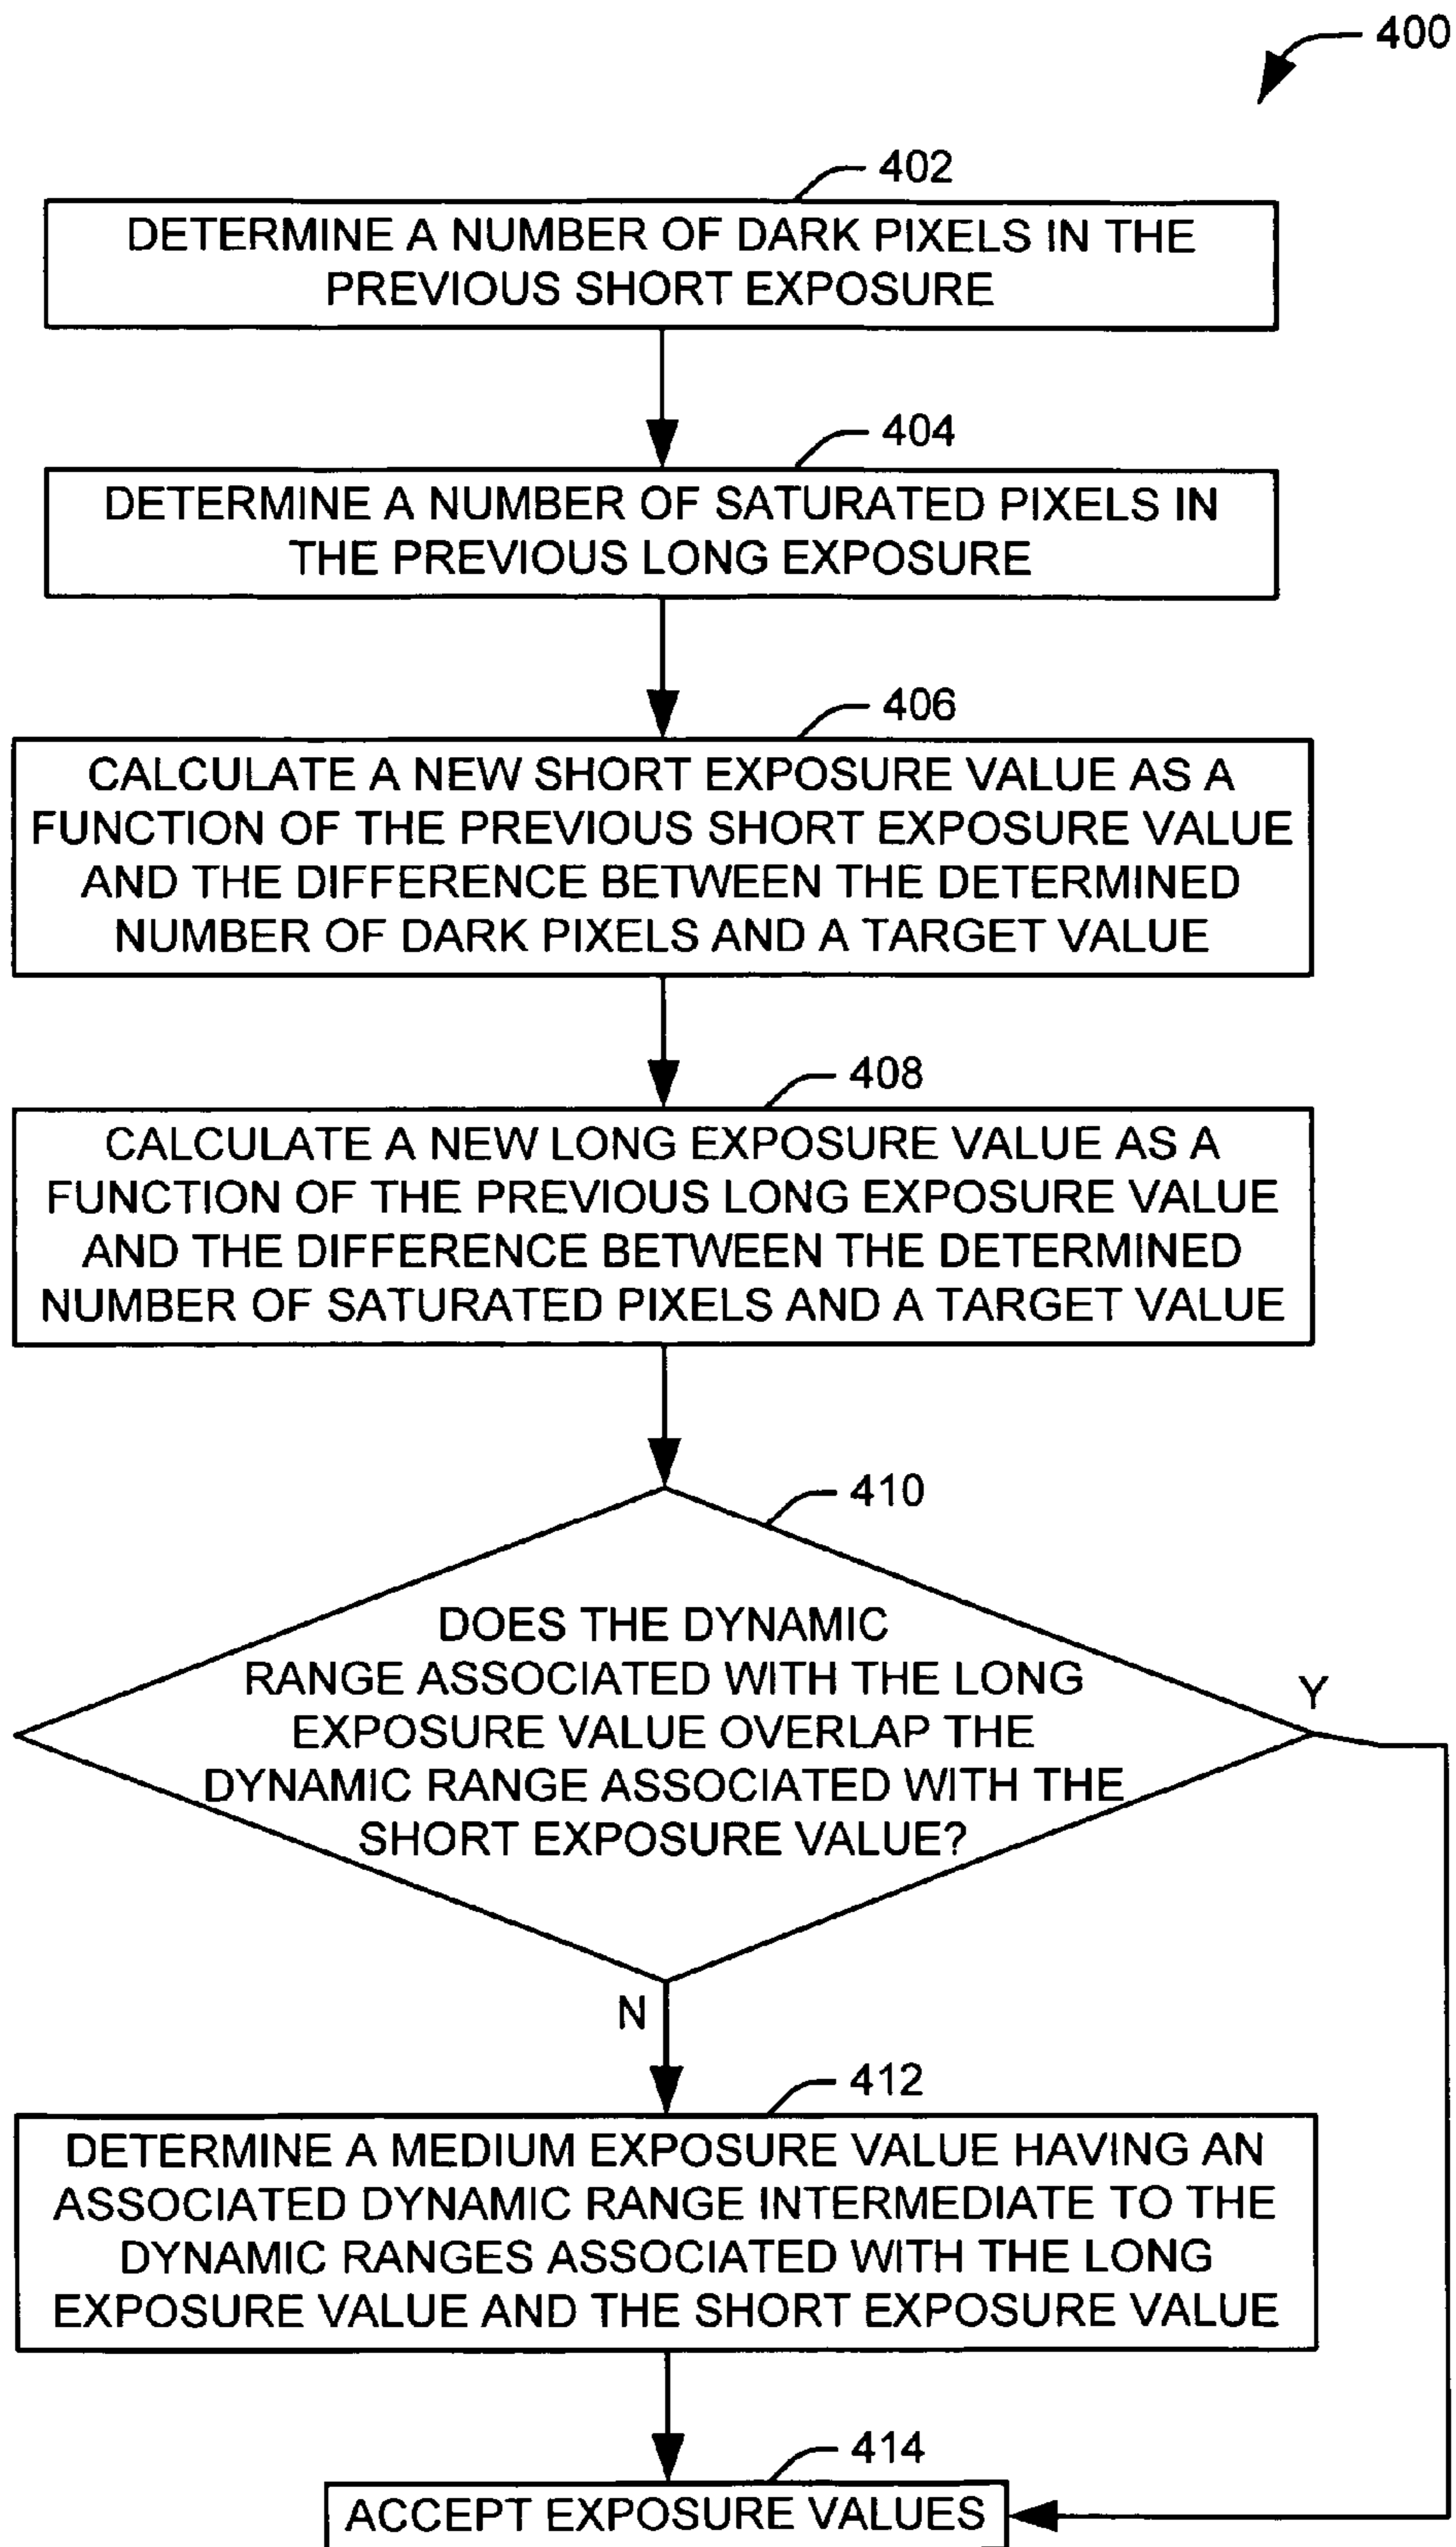 400
402
DETERMINE A NUMBER OF DARK PIXELS IN THE
PREVIOUS SHORT EXPOSURE
404
DETERMINE A NUMBER OF SATURATED PIXELS IN
THE PREVIOUS LONG EXPOSURE
406
CALCULATE A NEW SHORT EXPOSURE VALUE AS A
FUNCTION OF THE PREVIOUS SHORT EXPOSURE VALUE
AND THE DIFFERENCE BETWEEN THE DETERMINED
NUMBER OF DARK PIXELS AND A TARGET VALUE
408
CALCULATE A NEW LONG EXPOSURE VALUE AS A
FUNCTION OF THE PREVIOUS LONG EXPOSURE VALUE
AND THE DIFFERENCE BETWEEN THE DETERMINED
NUMBER OF SATURATED PIXELS AND A TARGET VALUE
410
DOES THE DYNAMIC
RANGE ASSOCIATED WITH THE LONG
EXPOSURE VALUE OVERLAP THE
DYNAMIC RANGE ASSOCIATED WITH THE
SHORT EXPOSURE VALUE?
Y
N
412
DETERMINE A MEDIUM EXPOSURE VALUE HAVING AN
ASSOCIATED DYNAMIC RANGE INTERMEDIATE TO THE
DYNAMIC RANGES ASSOCIATED WITH THE LONG
EXPOSURE VALUE AND THE SHORT EXPOSURE VALUE
414
ACCEPT EXPOSURE VALUES